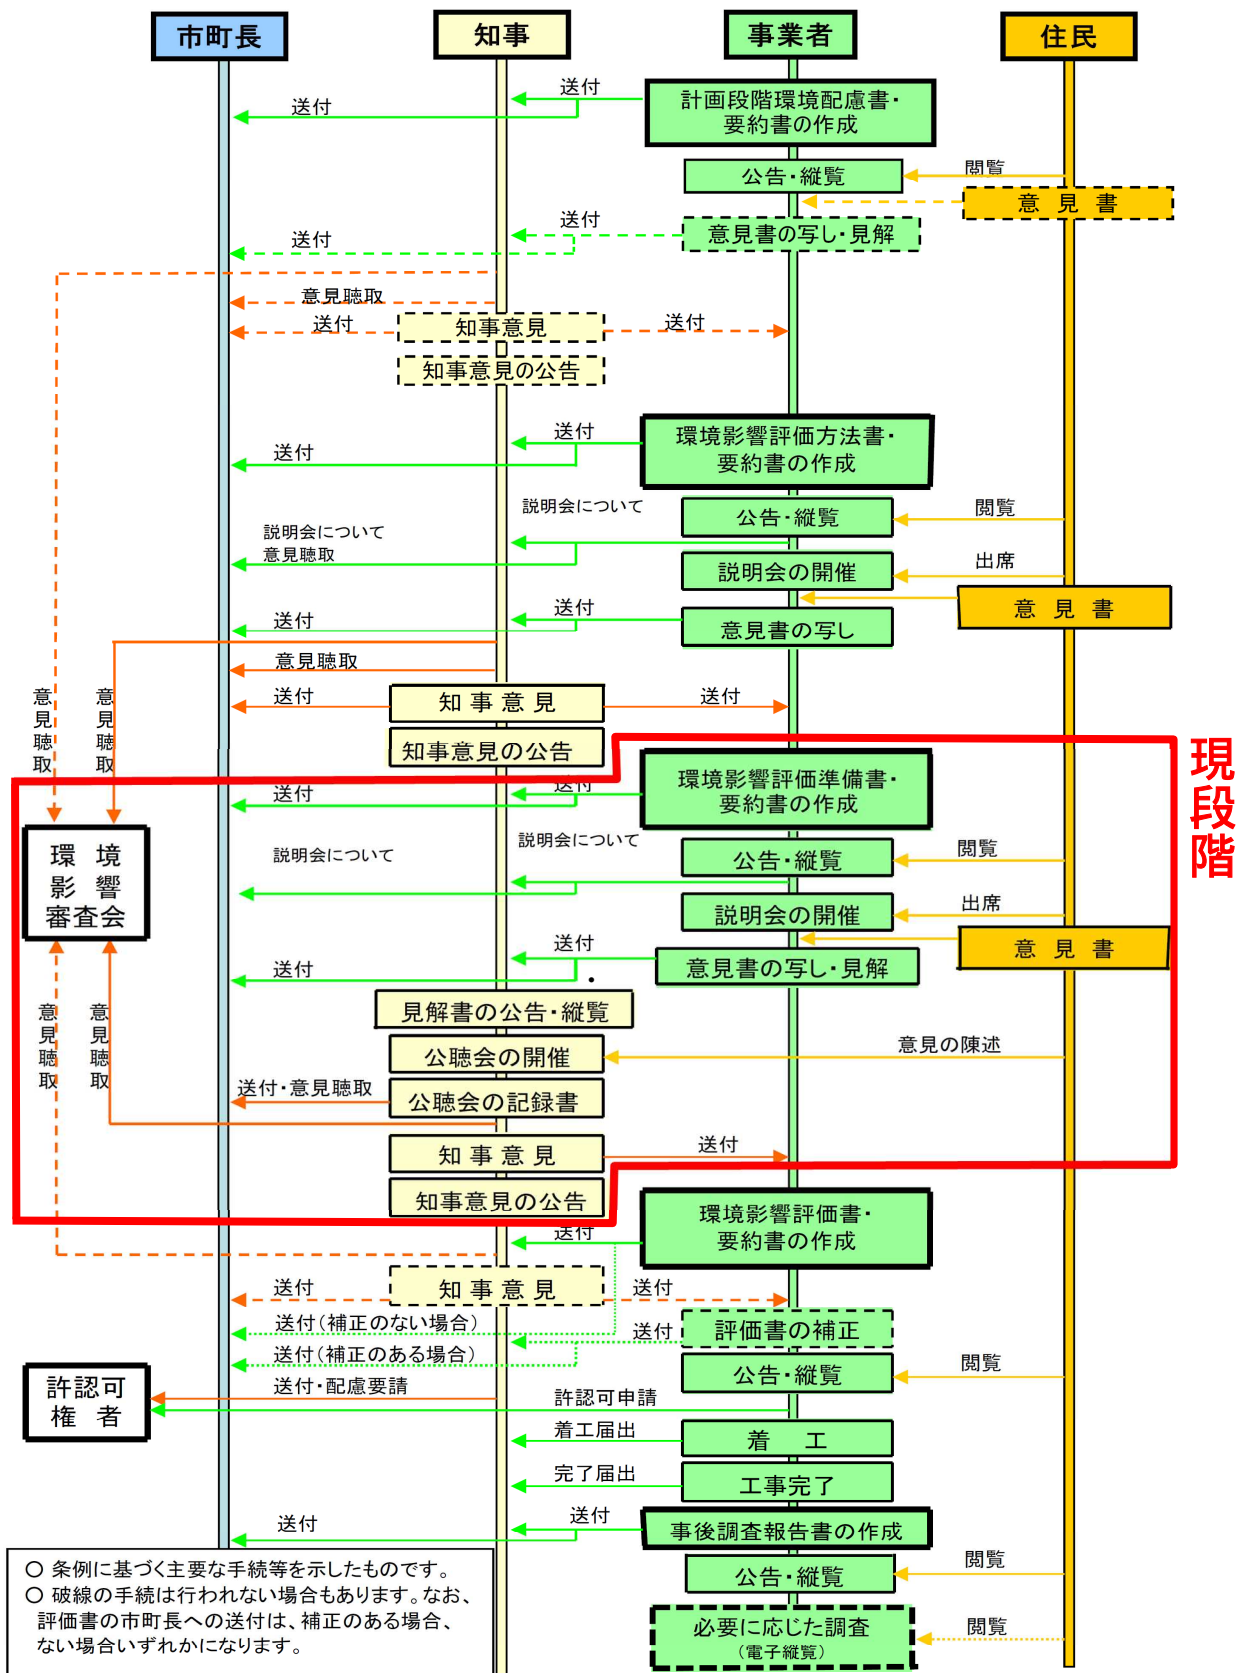 市町長
知事
事業者
住民
送付
送付
計画段階環境配慮書・
要約書の作成
公告・縦覧
閲覧
意見書
送付
送付
意見書の写し・見解
意見聴取
送付
知事意見
送付
知事意見の公告
送付
送付
環境影響評価方法書・
要約書の作成
説明会について
公告・縦覧
閲覧
説明会について
意見聴取
説明会の開催
出席
意見書
送付
送付
意見書の写し
意見聴取
意見聴取
意見聴取
送付
知事意見
送付
知事意見の公告
現段階
送付
環境影響評価準備書・
要約書の作成
環境
影響
審査会
説明会について
説明会について
公告・縦覧
閲覧
説明会の開催
出席
意見書
送付
送付
意見書の写し・見解
意見聴取
意見聴取
見解書の公告・縦覧
公聴会の開催
意見の陳述
送付・意見聴取
公聴会の記録書
知事意見
送付
知事意見の公告
送付
環境影響評価書・
要約書の作成
送付
知事意見
送付
送付(補正のない場合)
送付
評価書の補正
送付(補正のある場合)
公告・縦覧
閲覧
許認可
権者
送付・配慮要請
許認可申請
着工届出
着工
完了届出
工事完了
送付
送付
事後調査報告書の作成
公告・縦覧
閲覧
必要に応じた調査
(電子縦覧)
閲覧
○ 条例に基づく主要な手続等を示したものです。
○ 破線の手続は行われない場合もあります。なお、
評価書の市町長への送付は、補正のある場合、
ない場合いずれかになります。